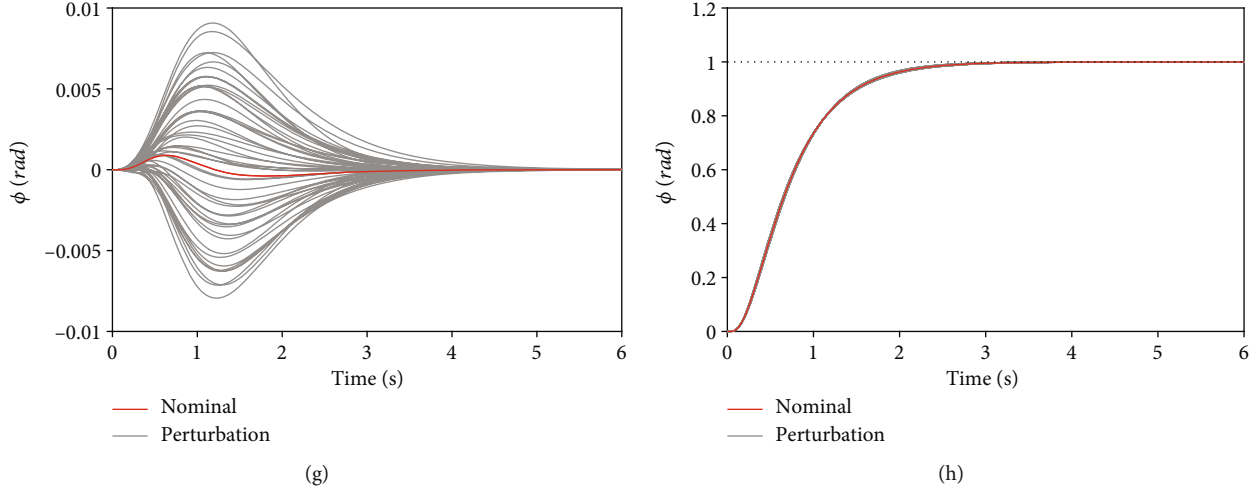 0.01
0.005
0
−0.005
−0.01
ϕ (rad)
0 1 2 3 4 5 6
Time (s)
Nominal
Perturbation
(g)
1.2
1
0.8
0.6
0.4
0.2
0
ϕ (rad)
0 1 2 3 4 5 6
Time (s)
Nominal
Perturbation
(h)